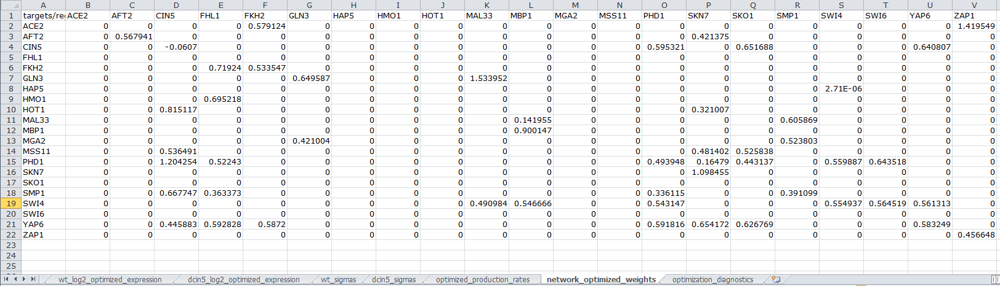 A B C D E F G H I J K L M N O P Q R S T U V
1 targets/reg ACE2 AFT2 CIN5 FHL1 FKH2 GLN3 HAP5 HMO1 HOT1 MAL33 MBP1 MGA2 MSS11 PHD1 SKN7 SKO1 SMP1 SWI4 SWI6 YAP6 ZAP1
2 ACE2 0 0 0 0 0.579124 0 0 0 0 0 0 0 0 0 0 0 0 0 0 0 1.419549
3 AFT2 0 0.567941 0 0 0 0 0 0 0 0 0 0 0 0 0.421375 0 0 0 0 0 0
4 CIN5 0 0 -0.0607 0 0 0 0 0 0 0 0 0 0 0.595321 0 0.651688 0 0 0 0.640807 0
5 FHL1 0 0 0 0 0 0 0 0 0 0 0 0 0 0 0 0 0 0 0 0 0
6 FKH2 0 0 0 0.71924 0.533547 0 0 0 0 0 0 0 0 0 0 0 0 0 0 0 0
7 GLN3 0 0 0 0 0 0.649587 0 0 0 1.533952 0 0 0 0 0 0 0 0 0 0 0
8 HAP5 0 0 0 0 0 0 0 0 0 0 0 0 0 0 0 0 0 2.71E-06 0 0 0
9 HMO1 0 0 0 0.695218 0 0 0 0 0 0 0 0 0 0 0 0 0 0 0 0 0
10 HOT1 0 0 0.815117 0 0 0 0 0 0 0 0 0 0 0 0.321007 0 0 0 0 0 0
11 MAL33 0 0 0 0 0 0 0 0 0 0 0.141955 0 0 0 0 0 0.605869 0 0 0 0
12 MBP1 0 0 0 0 0 0 0 0 0 0 0.900147 0 0 0 0 0 0 0 0 0 0
13 MGA2 0 0 0 0 0 0.421004 0 0 0 0 0 0 0 0 0 0 0.523803 0 0 0 0
14 MSS11 0 0 0.536491 0 0 0 0 0 0 0 0 0 0 0 0.481402 0.525838 0 0 0 0 0
15 PHD1 0 0 1.204254 0.52243 0 0 0 0 0 0 0 0 0 0.493948 0.16479 0.443137 0 0.559887 0.643518 0 0
16 SKN7 0 0 0 0 0 0 0 0 0 0 0 0 0 0 1.098455 0 0 0 0 0 0
17 SKO1 0 0 0 0 0 0 0 0 0 0 0 0 0 0 0 0 0 0 0 0 0
18 SMP1 0 0 0.667747 0.363373 0 0 0 0 0 0 0 0 0 0.336115 0 0 0.391099 0 0 0 0
19 SWI4 0 0 0 0 0 0 0 0 0 0.490984 0.546666 0 0 0.543147 0 0 0 0.554937 0.564519 0.561313 0
20 SWI6 0 0 0 0 0 0 0 0 0 0 0 0 0 0 0 0 0 0 0 0 0
21 YAP6 0 0 0.445883 0.592828 0.5872 0 0 0 0 0 0 0 0 0.591816 0.654172 0.626769 0 0 0 0.583249 0
22 ZAP1 0 0 0 0 0 0 0 0 0 0 0 0 0 0 0 0 0 0 0 0 0.456648
23
24
25
wt_log2_optimized_expression dcin5_log2_optimized_expression wt_sigmas dcin5_sigmas optimized_production_rates network_optimized_weights optimization_diagnostics